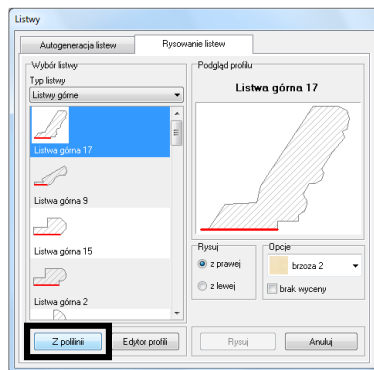 Listwy
Autogeneracja listew
Rysowanie listew
Wybór listwy
Typ listwy
Listwy górne
Listwa górna 17
Listwa górna 9
Listwa górna 15
Listwa górna 2
Z polilinii
Edytor profili
Podgląd profilu
Listwa górna 17
Rysuj
z prawej
z lewej
Opcje
brzoza 2
brak wyceny
Rysuj
Anuluj